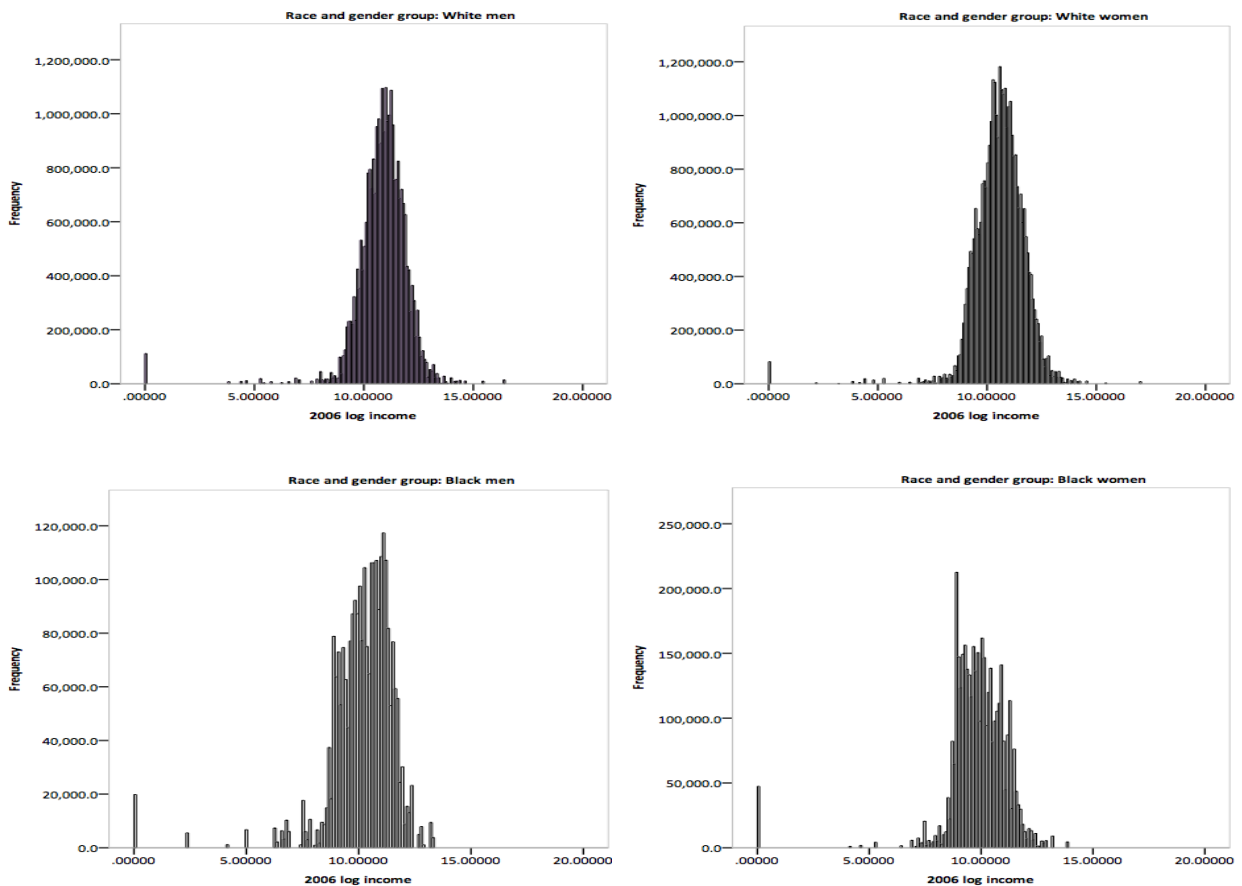 Race and gender group: White men
1,200,000.0
1,000,000.0
800,000.0
600,000.0
400,000.0
200,000.0
0.0
Frequency
.00000 5.00000 10.00000 15.00000 20.00000
2006 log income
Race and gender group: White women
1,200,000.0
1,000,000.0
800,000.0
600,000.0
400,000.0
200,000.0
0.0
Frequency
.00000 5.00000 10.00000 15.00000 20.00000
2006 log income
Race and gender group: Black men
120,000.0
100,000.0
80,000.0
60,000.0
40,000.0
20,000.0
0.0
Frequency
.00000 5.00000 10.00000 15.00000 20.00000
2006 log income
Race and gender group: Black women
250,000.0
200,000.0
150,000.0
100,000.0
50,000.0
0.0
Frequency
.00000 5.00000 10.00000 15.00000 20.00000
2006 log income